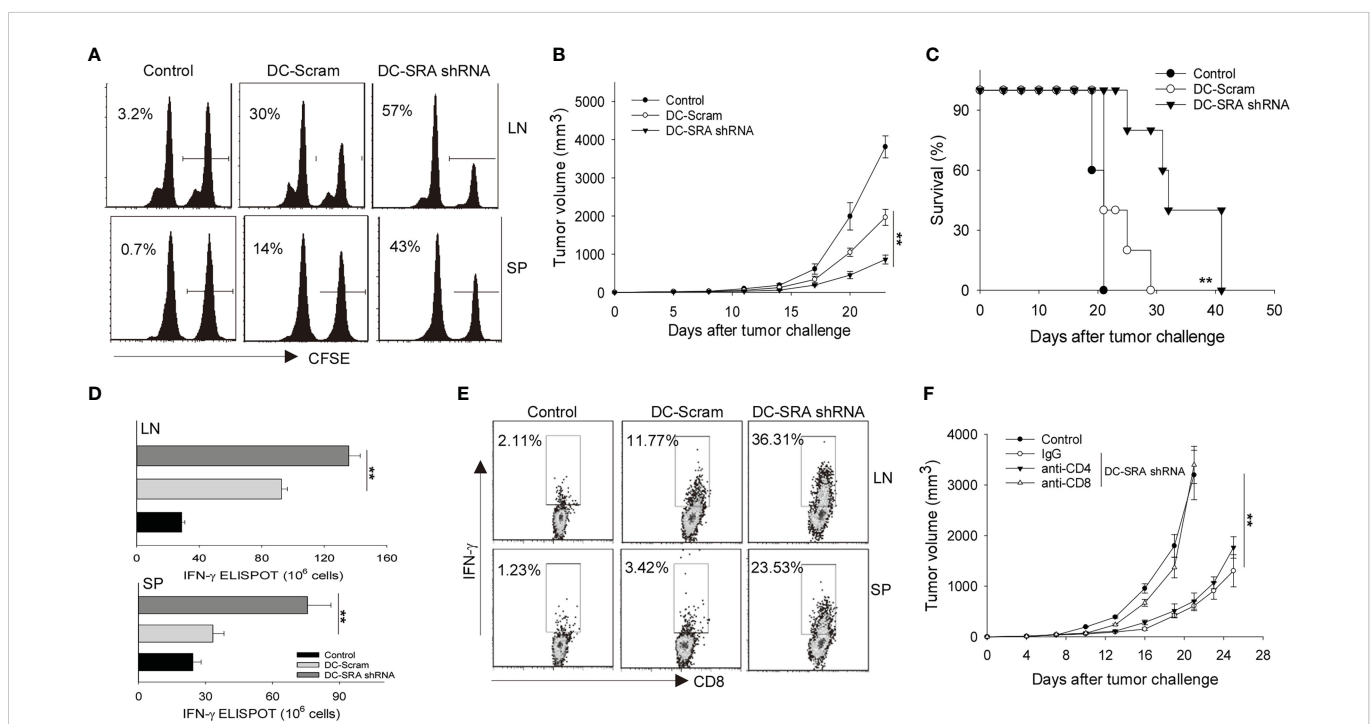 A
Control
DC-Scram
DC-SRA shRNA
3.2%
30%
57%
LN
0.7%
14%
43%
SP
CFSE
B
Tumor volume (mm3)
5000
4000
3000
2000
1000
0
Control
DC-Scram
DC-SRA shRNA
**
0 5 10 15 20
Days after tumor challenge
C
Survival (%)
90
60
30
0
Control
DC-Scram
DC-SRA shRNA
**
0 10 20 30 40 50
Days after tumor challenge
D
LN
**
0 40 80 120 160
IFN-γ ELISPOT (106 cells)
SP
**
Control
DC-Scram
DC-SRA shRNA
0 30 60 90
IFN-γ ELISPOT (106 cells)
E
Control
DC-Scram
DC-SRA shRNA
2.11%
11.77%
36.31%
LN
IFN-γ
1.23%
3.42%
23.53%
SP
CD8
F
Tumor volume (mm3)
4000
3000
2000
1000
0
Control
IgG
anti-CD4
anti-CD8
DC-SRA shRNA
**
0 4 8 12 16 20 24 28
Days after tumor challenge